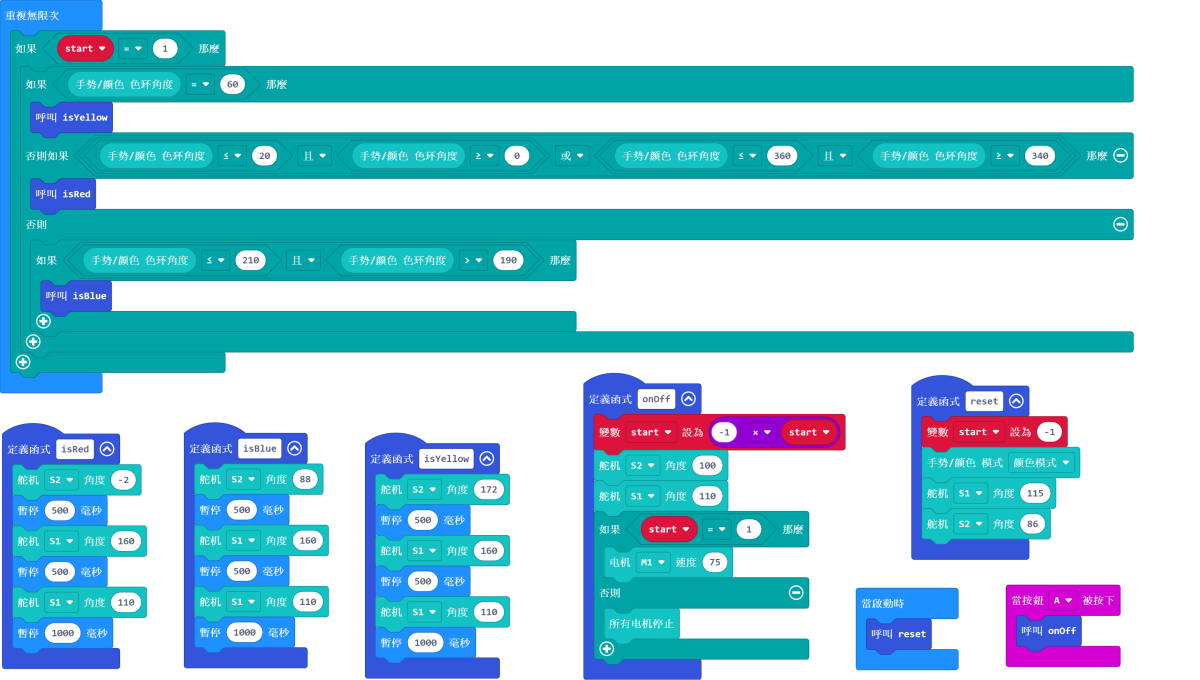 重複無限次
如果 start = 1 那麼
如果 手勢/顏色 色环角度 = 60 那麼
呼叫 isYellow
否則如果 手勢/顏色 色环角度 ≤ 20 且 手勢/顏色 色环角度 ≥ 0 或 手勢/顏色 色环角度 ≤ 360 且 手勢/顏色 色环角度 ≥ 340 那麼
呼叫 isRed
否則
如果 手勢/顏色 色环角度 ≤ 210 且 手勢/顏色 色环角度 > 190 那麼
呼叫 isBlue
定義函式 isRed
舵机 S2 角度 -2
暫停 500 毫秒
舵机 S1 角度 160
暫停 500 毫秒
舵机 S1 角度 110
暫停 1000 毫秒
定義函式 isBlue
舵机 S2 角度 88
暫停 500 毫秒
舵机 S1 角度 160
暫停 500 毫秒
舵机 S1 角度 110
暫停 1000 毫秒
定義函式 isYellow
舵机 S2 角度 172
暫停 500 毫秒
舵机 S1 角度 160
暫停 500 毫秒
舵机 S1 角度 110
暫停 1000 毫秒
定義函式 onOff
變數 start 設為 -1 × start
舵机 S2 角度 100
舵机 S1 角度 110
如果 start = 1 那麼
电机 M1 速度 75
否則
所有电机停止
定義函式 reset
變數 start 設為 -1
手势/颜色 模式 颜色模式
舵机 S1 角度 115
舵机 S2 角度 86
當啟動時
呼叫 reset
當按鈕 A 被按下
呼叫 onOff